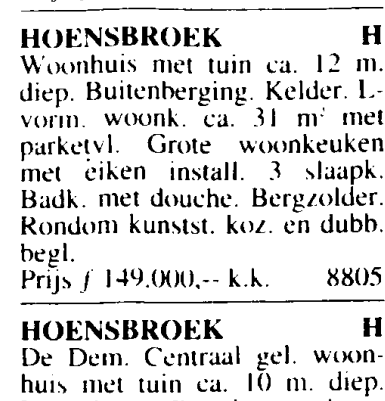 HOENSBROEK H
Woonhuis met tuin ca. 12 m.
diep. Buitenberging. Kelder. L-
vorm. woonk. ca. 31 m² met
parketvl. Grote woonkeuken
met eiken install. 3 slaapk.
Badk. met douche. Bergzolder.
Rondom kunstst. koz. en dubb.
begl.
Prijs ƒ 149.000,-- k.k. 8805
HOENSBROEK H
De Dem. Centraal gel. woon-
huis met tuin ca. 10 m. diep.